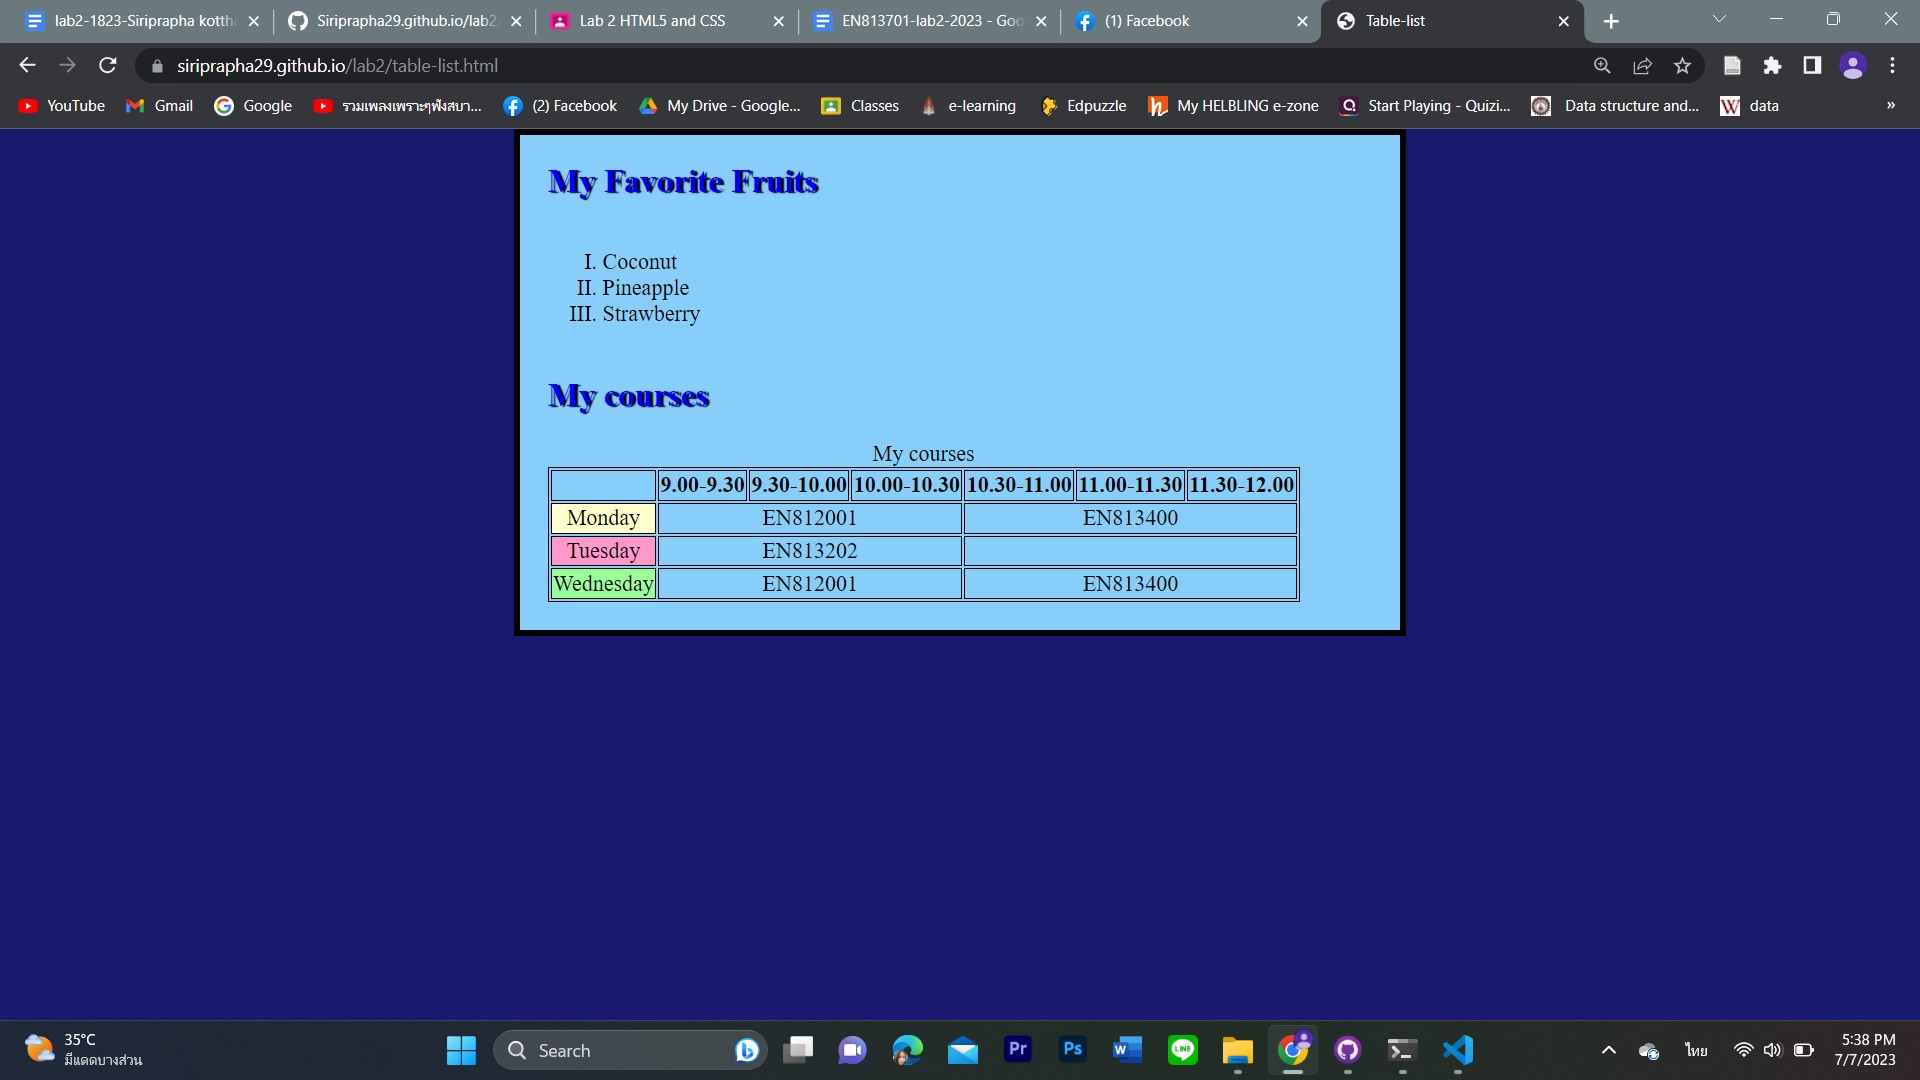 lab2-1823-Siriprapha kottha
Siriprapha29.github.io/lab2/
Lab 2 HTML5 and CSS
EN813701-lab2-2023 - Goo
(1) Facebook
Table-list
siriprapha29.github.io/lab2/table-list.html
YouTube
Gmail
Google
รวมเพลงเพราะๆฟังสบา...
(2) Facebook
My Drive - Google...
Classes
e-learning
Edpuzzle
My HELBLING e-zone
Start Playing - Quizi...
Data structure and...
data
»
My Favorite Fruits
I. Coconut
II. Pineapple
III. Strawberry
My courses
My courses
9.00-9.30 9.30-10.00 10.00-10.30 10.30-11.00 11.00-11.30 11.30-12.00
Monday EN812001 EN813400
Tuesday EN813202
Wednesday EN812001 EN813400
35°C
มีแดดบางส่วน
Search
Pr
Ps
W
LINE
ไทย
5:38 PM
7/7/2023